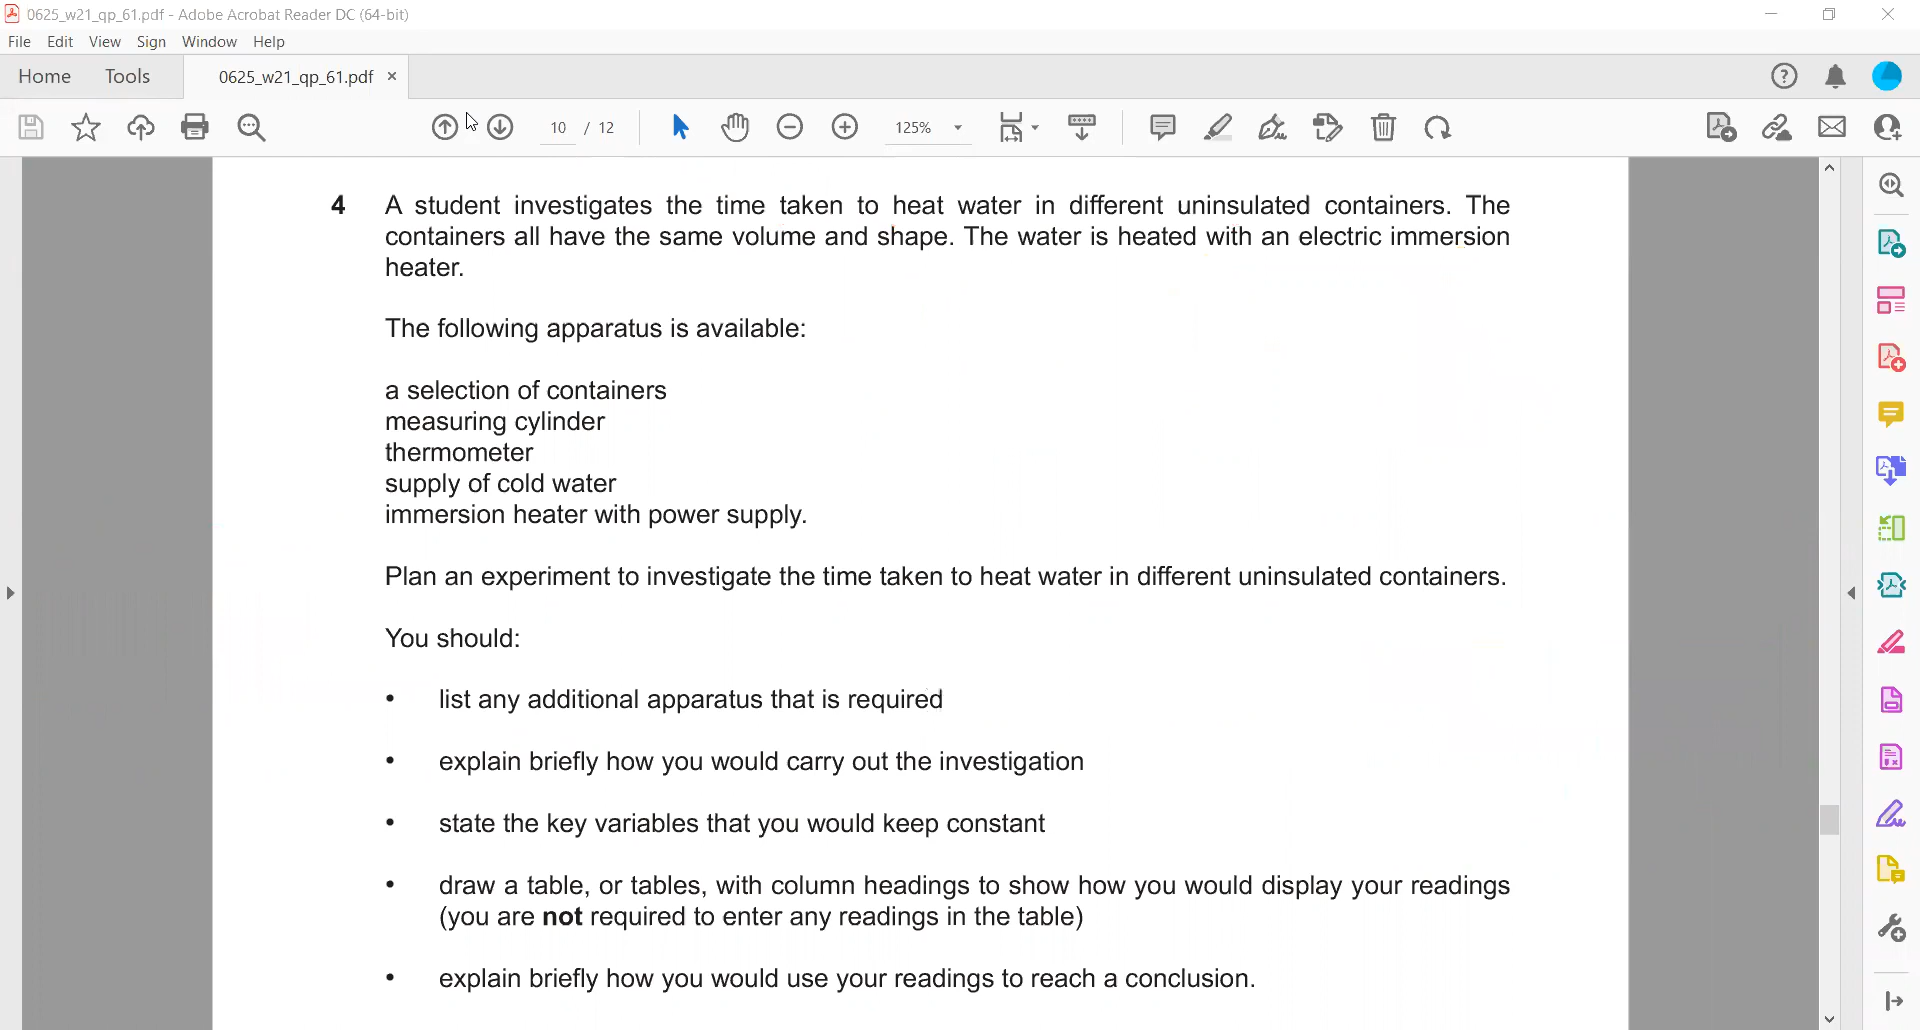 0625_w21_qp_61.pdf - Adobe Acrobat Reader DC (64-bit)
File Edit View Sign Window Help
Home Tools 0625_w21_qp_61.pdf ×
10 / 12 125%
4 A student investigates the time taken to heat water in different uninsulated containers. The
containers all have the same volume and shape. The water is heated with an electric immersion
heater.
The following apparatus is available:
a selection of containers
measuring cylinder
thermometer
supply of cold water
immersion heater with power supply.
Plan an experiment to investigate the time taken to heat water in different uninsulated containers.
You should:
• list any additional apparatus that is required
• explain briefly how you would carry out the investigation
• state the key variables that you would keep constant
• draw a table, or tables, with column headings to show how you would display your readings
(you are not required to enter any readings in the table)
• explain briefly how you would use your readings to reach a conclusion.